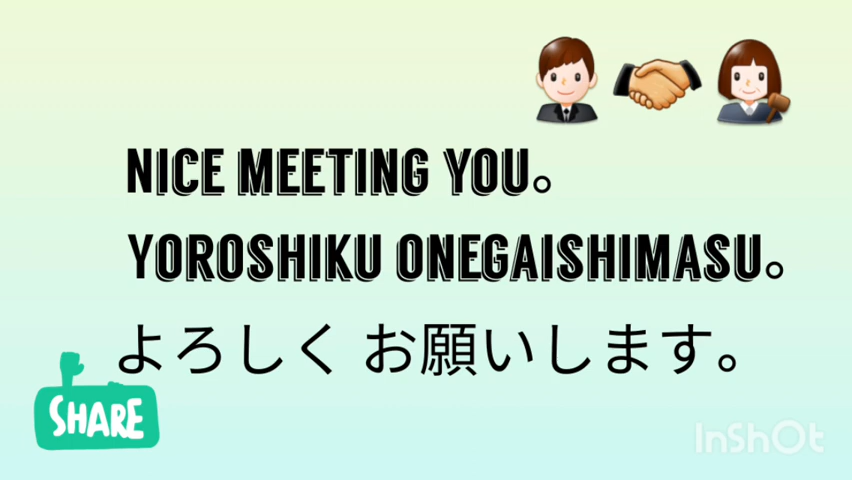 NICE MEETING YOU。
YOROSHIKU ONEGAISHIMASU。
よろしく お願いします。
SHARE
InShOt